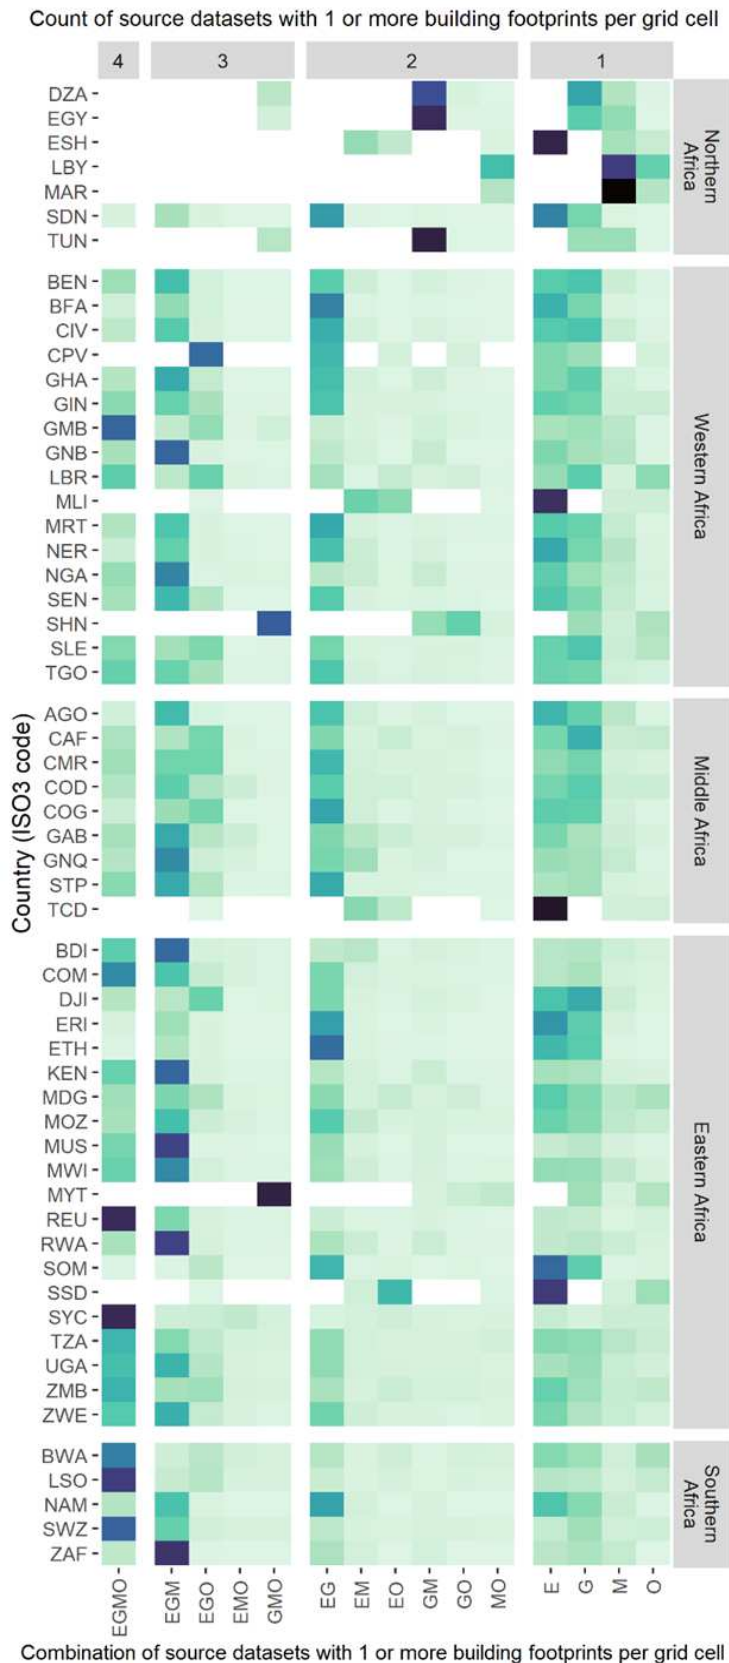 Count of source datasets with 1 or more building footprints per grid cell
4 3 2 1
DZA
EGY
ESH
LBY
MAR
SDN
TUN
Northern
Africa
BEN
BFA
CIV
CPV
GHA
GIN
GMB
GNB
LBR
MLI
MRT
NER
NGA
SEN
SHN
SLE
TGO
Western Africa
AGO
CAF
CMR
COD
COG
GAB
GNQ
STP
TCD
Middle Africa
Country (ISO3 code)
BDI
COM
DJI
ERI
ETH
KEN
MDG
MOZ
MUS
MWI
MYT
REU
RWA
SOM
SSD
SYC
TZA
UGA
ZMB
ZWE
Eastern Africa
BWA
LSO
NAM
SWZ
ZAF
Southern
Africa
EGMO EGM EGO EMO GMO EG EM EO GM GO MO E G M O
Combination of source datasets with 1 or more building footprints per grid cell